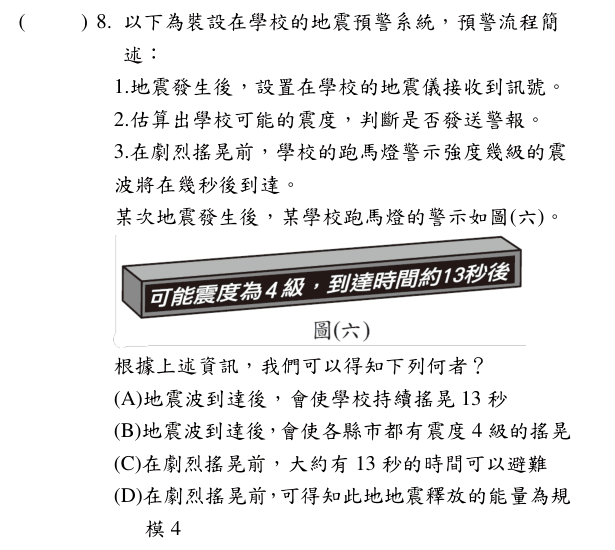 (　　) 8. 以下為裝設在學校的地震預警系統，預警流程簡
述：
1.地震發生後，設置在學校的地震儀接收到訊號。
2.估算出學校可能的震度，判斷是否發送警報。
3.在劇烈搖晃前，學校的跑馬燈警示強度幾級的震
波將在幾秒後到達。
某次地震發生後，某學校跑馬燈的警示如圖(六)。
可能震度為4級，到達時間約13秒後
圖(六)
根據上述資訊，我們可以得知下列何者？
(A)地震波到達後，會使學校持續搖晃 13 秒
(B)地震波到達後，會使各縣市都有震度 4 級的搖晃
(C)在劇烈搖晃前，大約有 13 秒的時間可以避難
(D)在劇烈搖晃前，可得知此地地震釋放的能量為規
模 4